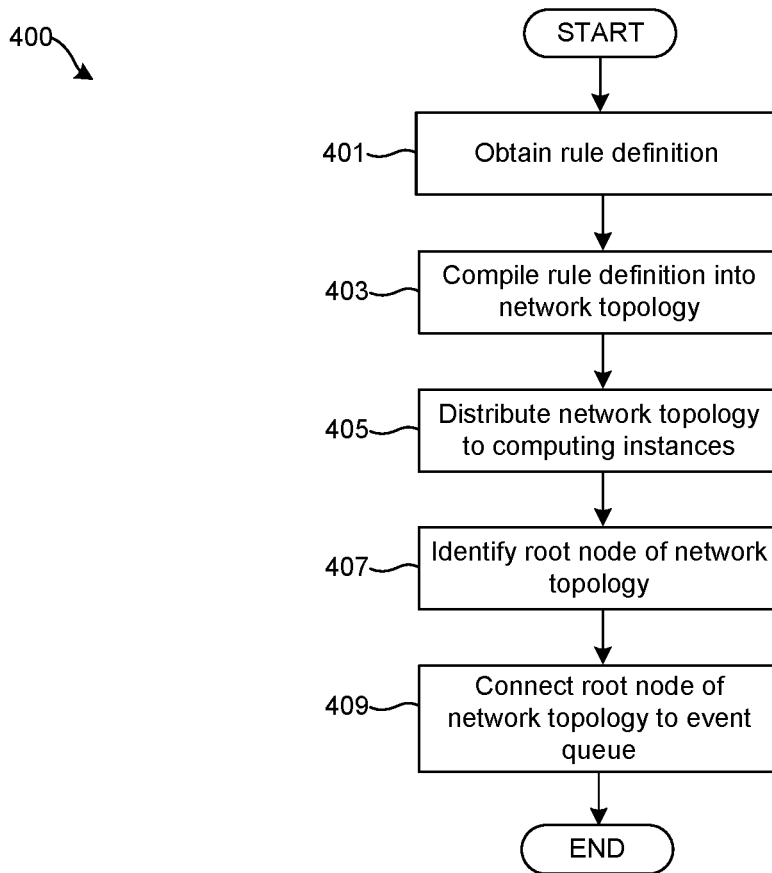 400
START
401
Obtain rule definition
403
Compile rule definition into
network topology
405
Distribute network topology
to computing instances
407
Identify root node of network
topology
409
Connect root node of
network topology to event
queue
END